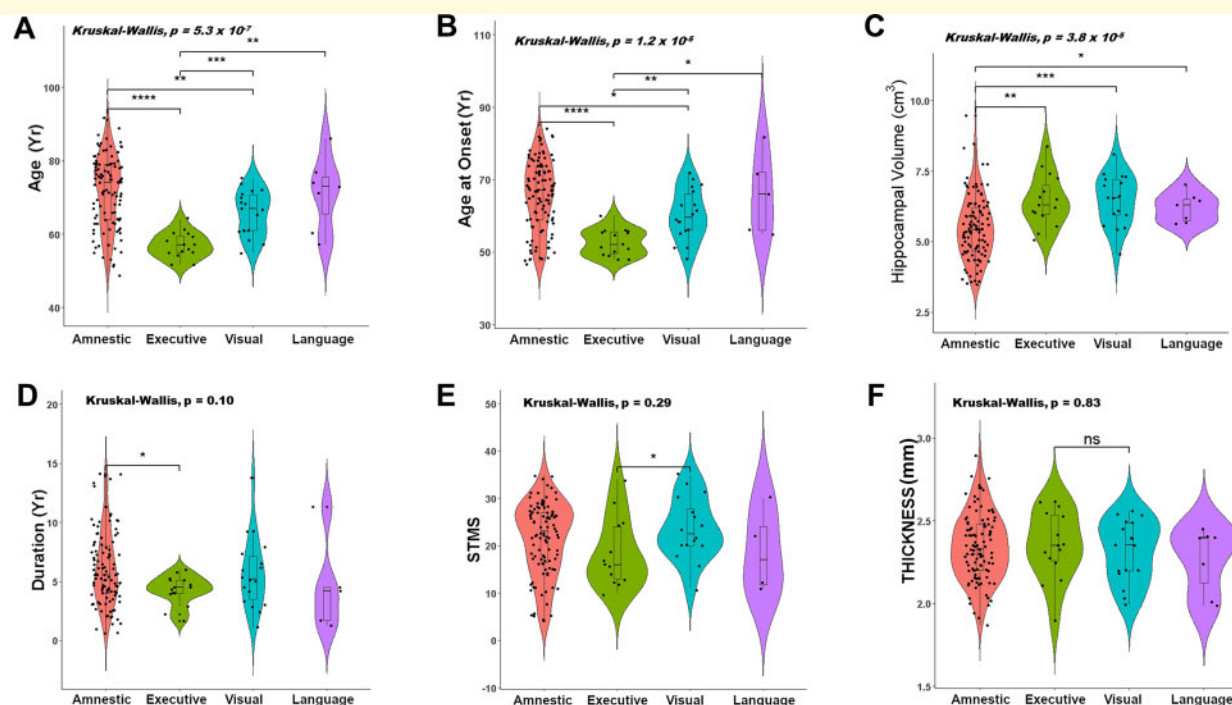 A
Kruskal-Wallis, p = 5.3 x 10⁻⁷
**
***
**
****
Age (Yr)
100
80
60
40
Amnestic Executive Visual Language
B
Kruskal-Wallis, p = 1.2 x 10⁻⁵
*
**
*
****
Age at Onset (Yr)
110
90
70
50
30
Amnestic Executive Visual Language
C
Kruskal-Wallis, p = 3.8 x 10⁻⁵
*
***
**
Hippocampal Volume (cm³)
10.0
7.5
5.0
2.5
Amnestic Executive Visual Language
D
Kruskal-Wallis, p = 0.10
*
Duration (Yr)
20
15
10
5
0
Amnestic Executive Visual Language
E
Kruskal-Wallis, p = 0.29
*
STMS
50
40
30
20
10
0
-10
Amnestic Executive Visual Language
F
Kruskal-Wallis, p = 0.83
ns
THICKNESS (mm)
3.0
2.5
2.0
1.5
Amnestic Executive Visual Language